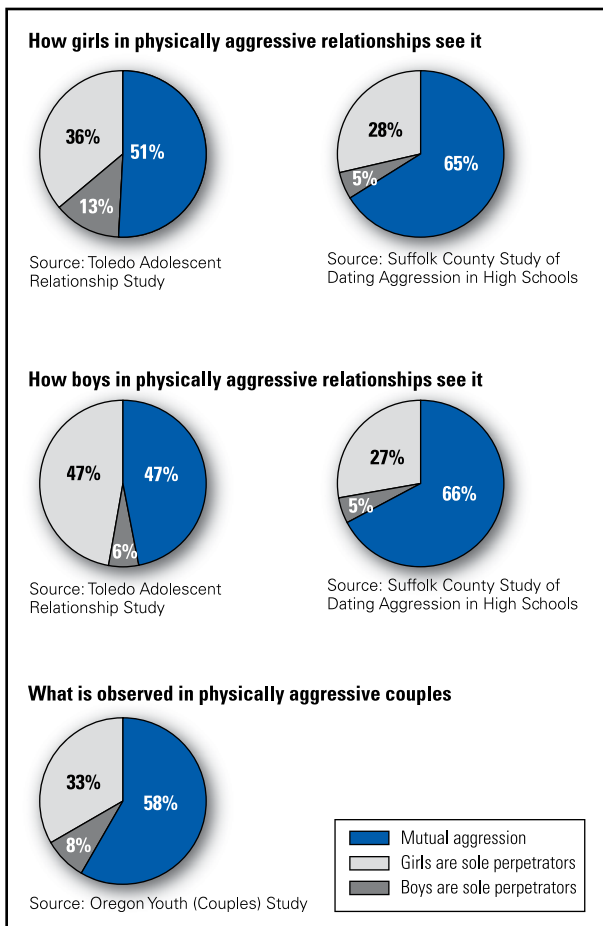 How girls in physically aggressive relationships see it
36%
51%
13%
28%
65%
5%
Source: Toledo Adolescent
Relationship Study
Source: Suffolk County Study of
Dating Aggression in High Schools
How boys in physically aggressive relationships see it
47%
47%
6%
27%
66%
5%
Source: Toledo Adolescent
Relationship Study
Source: Suffolk County Study of
Dating Aggression in High Schools
What is observed in physically aggressive couples
33%
58%
8%
Source: Oregon Youth (Couples) Study
Mutual aggression
Girls are sole perpetrators
Boys are sole perpetrators